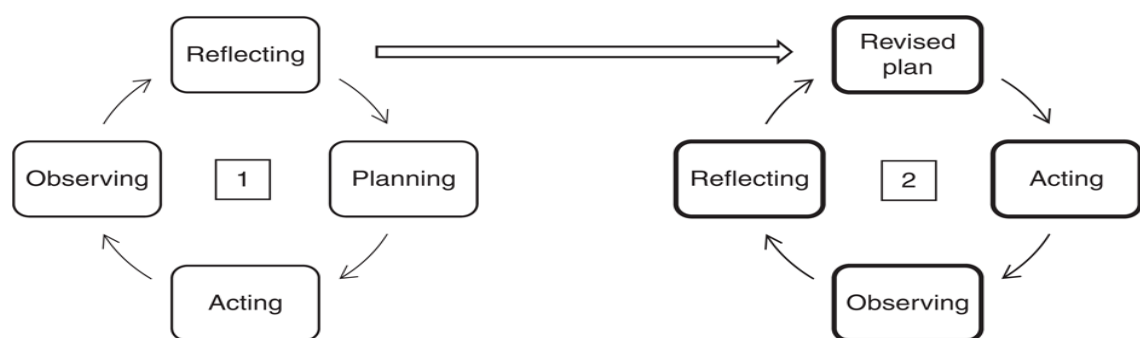 Reflecting
Revised
plan
Observing
1
Planning
Reflecting
2
Acting
Acting
Observing